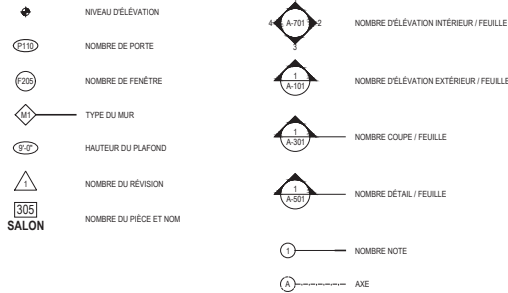 NIVEAU D'ÉLÉVATION
P110 NOMBRE DE PORTE
F205 NOMBRE DE FENÊTRE
M1 TYPE DU MUR
9'-0" HAUTEUR DU PLAFOND
1 NOMBRE DU RÉVISION
305 NOMBRE DU PIÈCE ET NOM
SALON
4 A-701 2 NOMBRE D'ÉLÉVATION INTÉRIEUR / FEUILLE
3
1 NOMBRE D'ÉLÉVATION EXTÉRIEUR / FEUILLE
A-101
1 NOMBRE COUPE / FEUILLE
A-301
1 NOMBRE DÉTAIL / FEUILLE
A-501
1 NOMBRE NOTE
A AXE